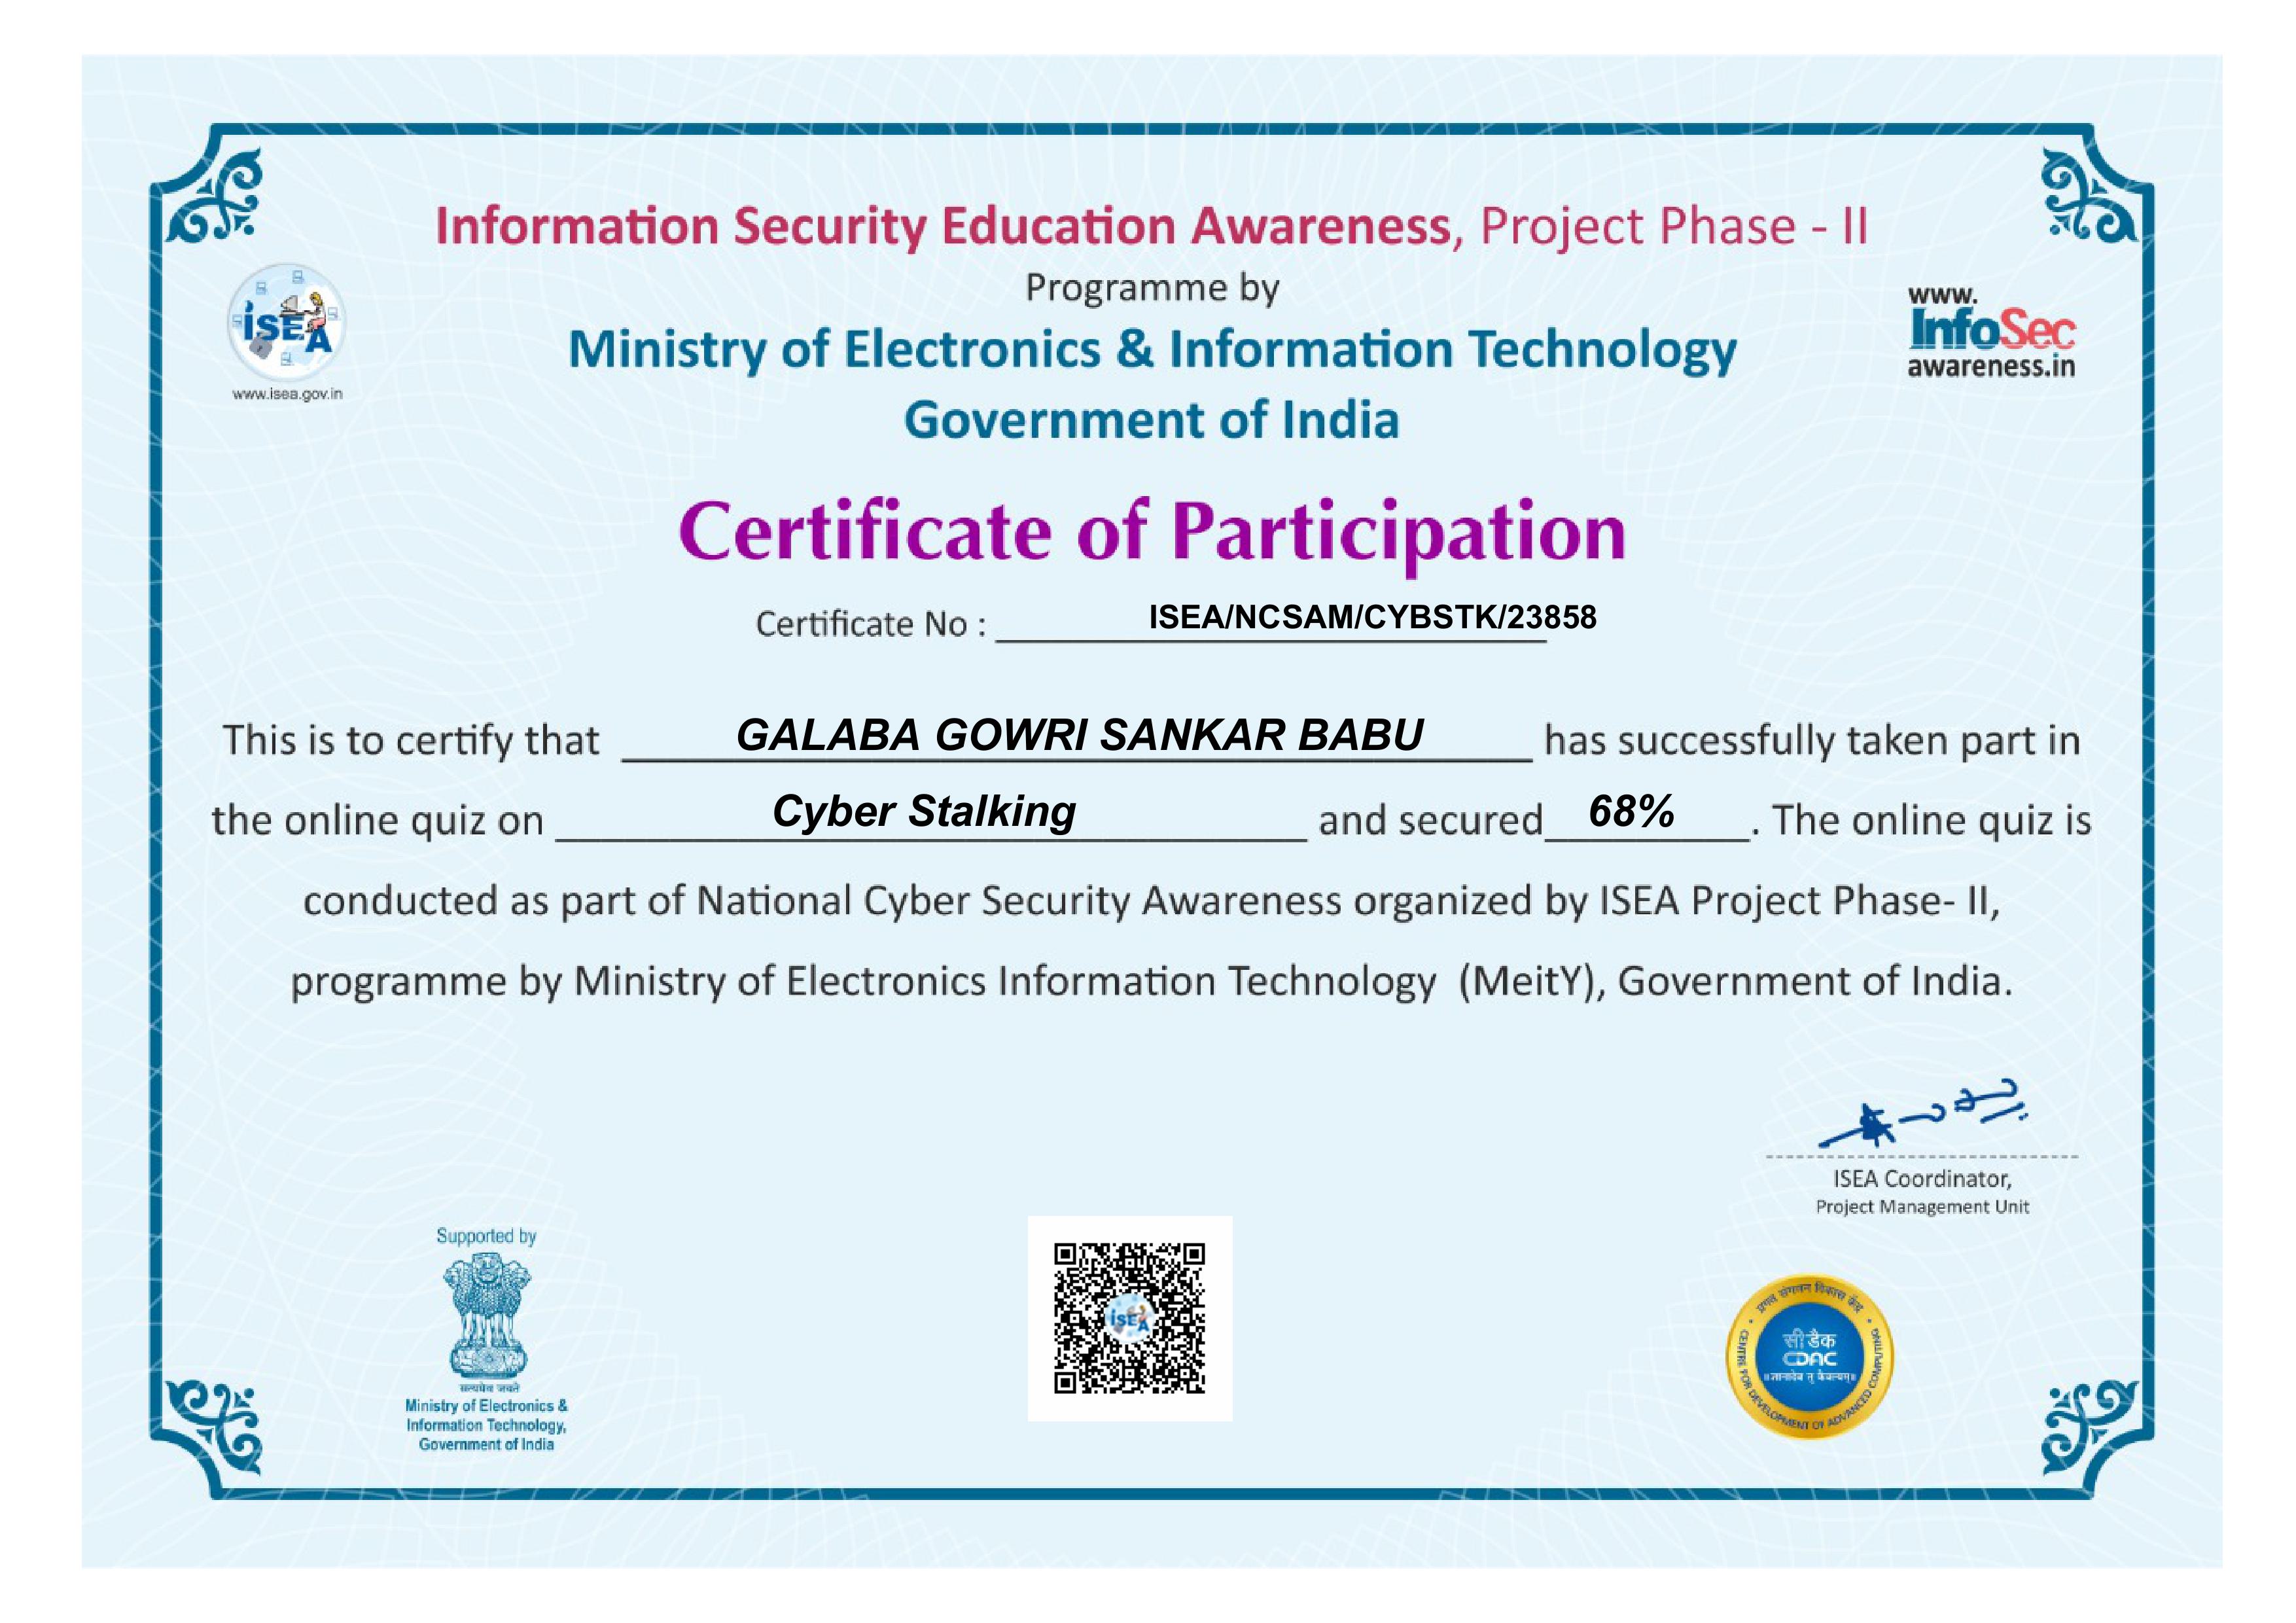 Information Security Education Awareness, Project Phase - II
Programme by
Ministry of Electronics & Information Technology
Government of India
iSEA
www.isea.gov.in
www.
InfoSec
awareness.in
Certificate of Participation
Certificate No : ISEA/NCSAM/CYBSTK/23858
This is to certify that GALABA GOWRI SANKAR BABU has successfully taken part in
the online quiz on Cyber Stalking and secured 68%. The online quiz is
conducted as part of National Cyber Security Awareness organized by ISEA Project Phase- II,
programme by Ministry of Electronics Information Technology (MeitY), Government of India.
ISEA Coordinator,
Project Management Unit
Supported by
सत्यमेव जयते
Ministry of Electronics &
Information Technology,
Government of India
iSEA
प्रगत संगणन विकास केंद्र
सी डैक
CDAC
॥ज्ञानादेव तु कैवल्यम्॥
CENTRE FOR DEVELOPMENT OF ADVANCED COMPUTING